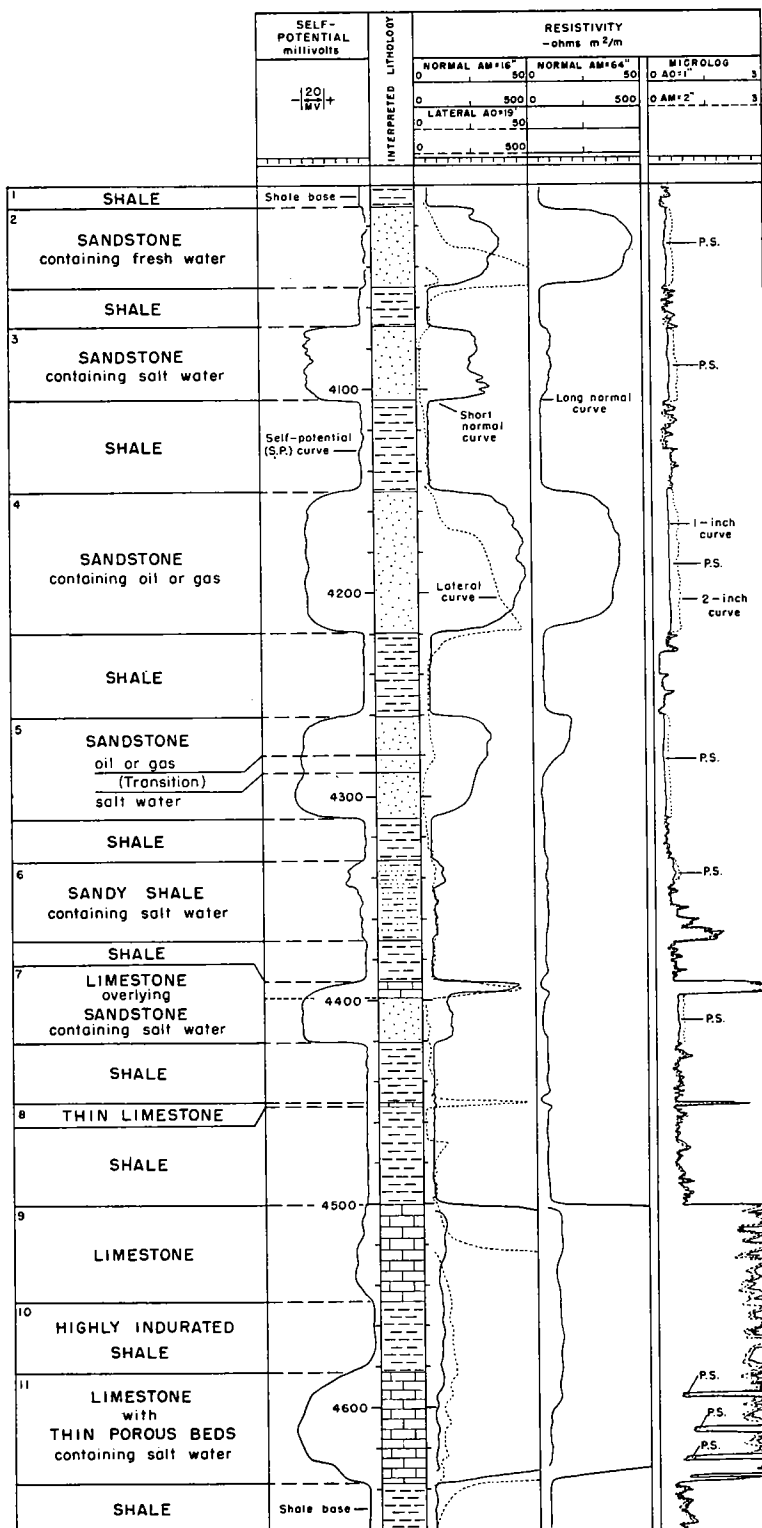 SELF-
POTENTIAL
millivolts
-|20|+
MV
INTERPRETED LITHOLOGY
RESISTIVITY
-ohms m²/m
NORMAL AM=16"
0 50
0 500
LATERAL AO=19'
0 50
0 500
NORMAL AM=64"
0 50
0 500
MICROLOG
0 AO=1" 3
0 AM=2" 3
1
SHALE
Shale base
2
SANDSTONE
containing fresh water
P.S.
SHALE
3
SANDSTONE
containing salt water
P.S.
4100
Short
normal
curve
Long normal
curve
SHALE
Self-potential
(S.P.) curve
4
SANDSTONE
containing oil or gas
1-inch
curve
P.S.
2-inch
curve
4200
Lateral
curve
SHALE
5
SANDSTONE
oil or gas
(Transition)
salt water
P.S.
4300
SHALE
6
SANDY SHALE
containing salt water
P.S.
SHALE
7
LIMESTONE
overlying
SANDSTONE
containing salt water
4400
P.S.
SHALE
8
THIN LIMESTONE
SHALE
4500
9
LIMESTONE
10
HIGHLY INDURATED
SHALE
11
LIMESTONE
with
THIN POROUS BEDS
containing salt water
4600
P.S.
P.S.
P.S.
SHALE
Shale base